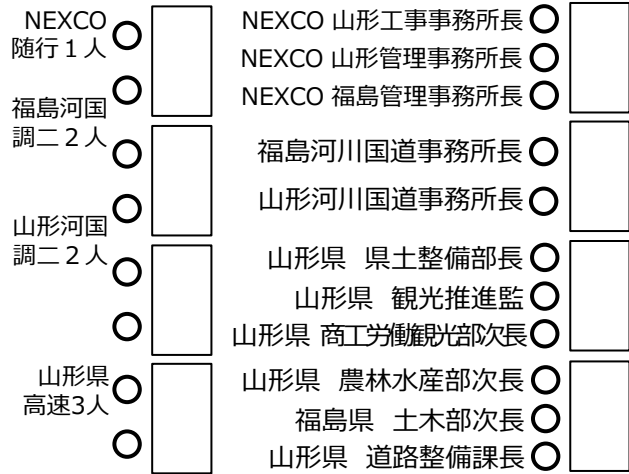 NEXCO
随行１人
福島河国
調二２人
山形河国
調二２人
山形県
高速3人
NEXCO 山形工事事務所長
NEXCO 山形管理事務所長
NEXCO 福島管理事務所長
福島河川国道事務所長
山形河川国道事務所長
山形県 県土整備部長
山形県 観光推進監
山形県 商工労働観光部次長
山形県 農林水産部次長
福島県 土木部次長
山形県 道路整備課長